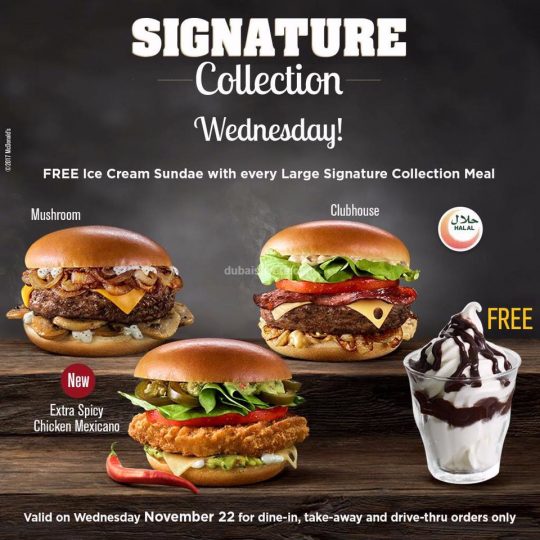 SIGNATURE
Collection
Wednesday!
©2017 McDonald's
FREE Ice Cream Sundae with every Large Signature Collection Meal
Mushroom
Clubhouse
حلال
HALAL
FREE
New
Extra Spicy
Chicken Mexicano
Valid on Wednesday November 22 for dine-in, take-away and drive-thru orders only